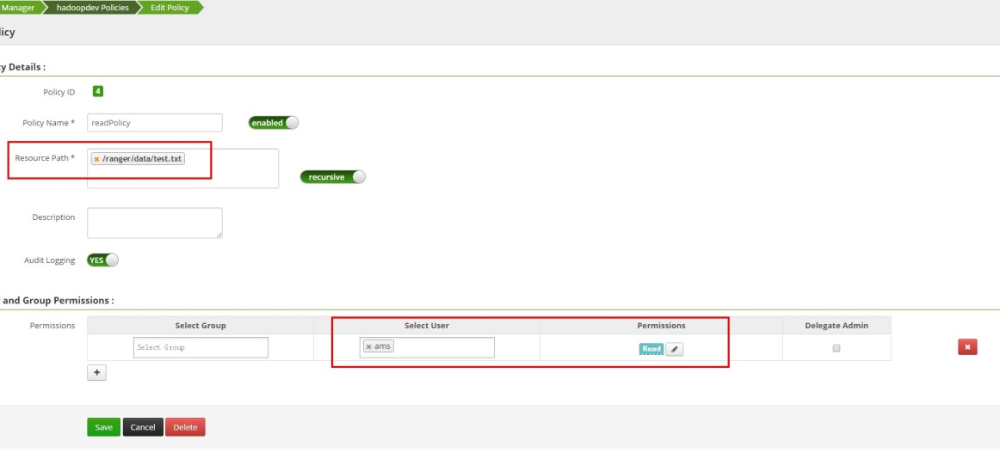 Manager hadoopdev Policies Edit Policy
licy
cy Details :
Policy ID 4
Policy Name * readPolicy enabled
Resource Path * × /ranger/data/test.txt
recursive
Description
Audit Logging YES
and Group Permissions :
Permissions Select Group Select User Permissions Delegate Admin
Select Group × ams Read ×
+
Save Cancel Delete